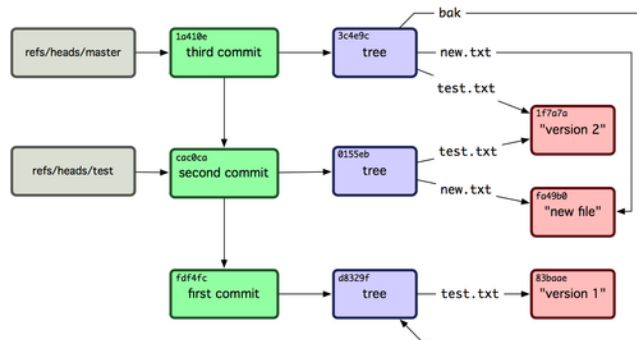 bak
1a410e
3c4e9c
refs/heads/master
third commit
tree
new.txt
test.txt
1f7a7a
"version 2"
cac0ca
0155eb
test.txt
refs/heads/test
second commit
tree
new.txt
fa49b0
"new file"
fdf4fc
d8329f
83baae
first commit
tree
test.txt
"version 1"